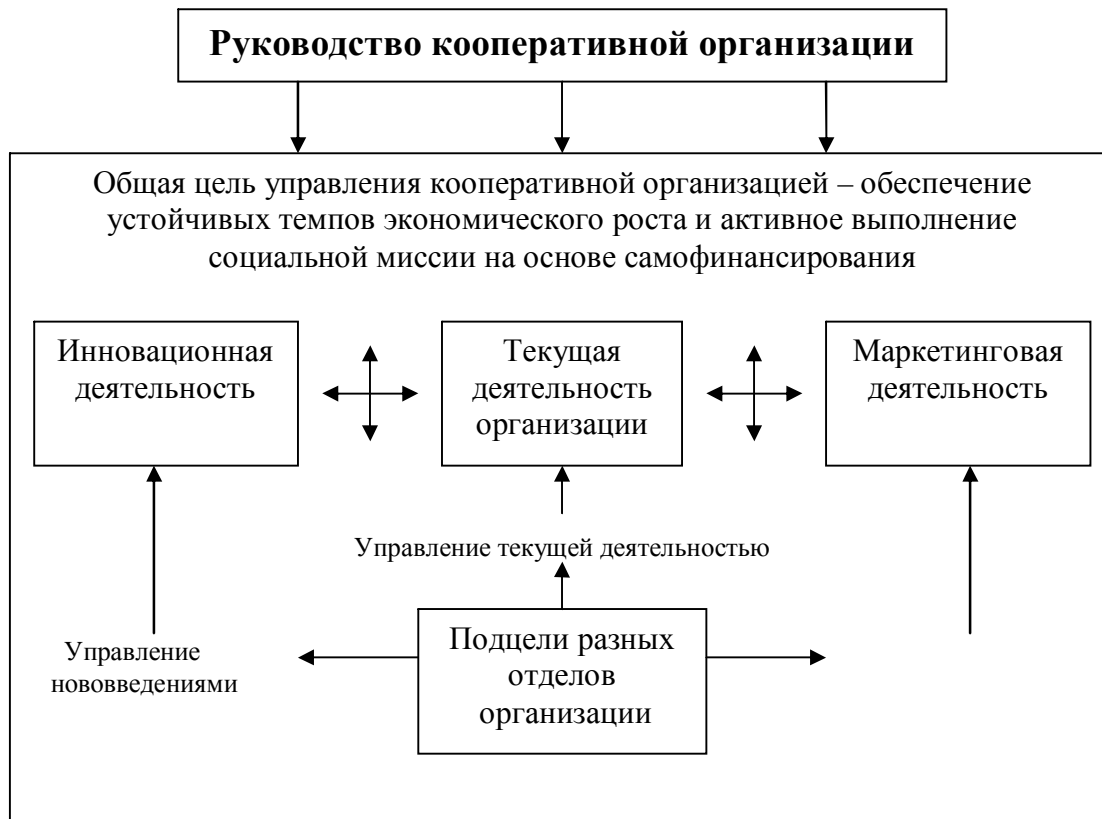 Руководство кооперативной организации
Общая цель управления кооперативной организацией – обеспечение
устойчивых темпов экономического роста и активное выполнение
социальной миссии на основе самофинансирования
Инновационная
деятельность
Текущая
деятельность
организации
Маркетинговая
деятельность
Управление текущей деятельностью
Управление
нововведениями
Подцели разных
отделов
организации